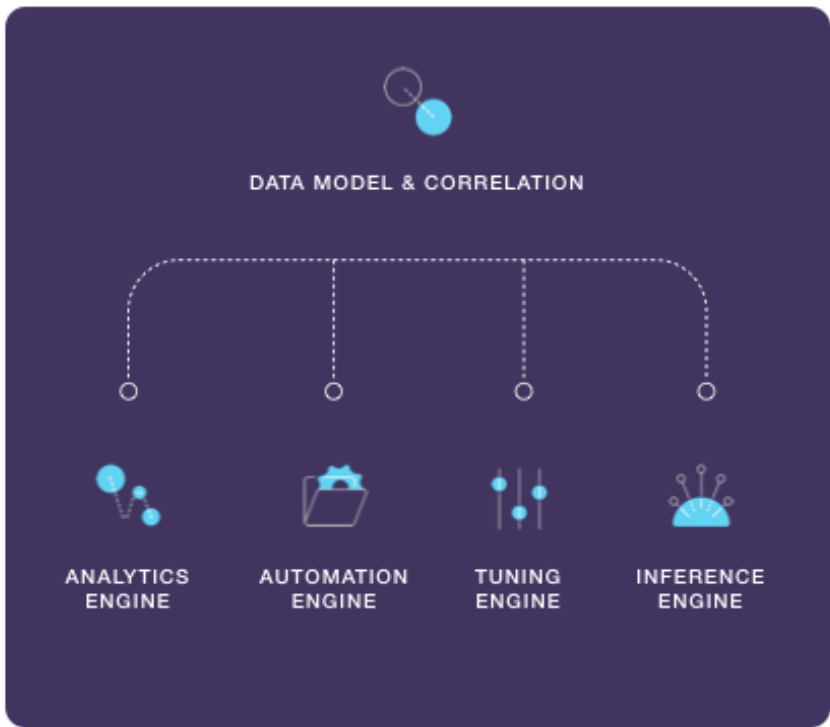 DATA MODEL & CORRELATION
ANALYTICS
ENGINE
AUTOMATION
ENGINE
TUNING
ENGINE
INFERENCE
ENGINE